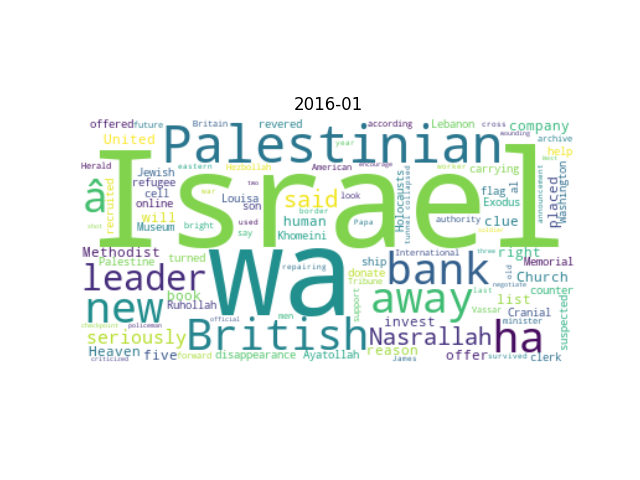 2016-01
offered future Britain revered according Lebanon cross company
United Palestinian year wounding archive
Herald eastern Hezbollah American worker carrying help sect
Israel
Jewish refugee cell online war two Louisa look son Holocausts tunnel collapsed flag al Exodus announcement Washington
â recruited said human border used placed
will Museum bright say Khomeini Papa authority clue shot soldier
Methodist turned wa official ship International three right Memorial
Palestine repairing bank Church
leader donate Tribune old negotiate counter
book Ruhollah support away last Vassar list Cranial
new men invest minister suspected
checkpoint policeman British Nasrallah ha
seriously reason
Heaven five forward disappearance Ayatollah offer survived clerk
criticized James encourage